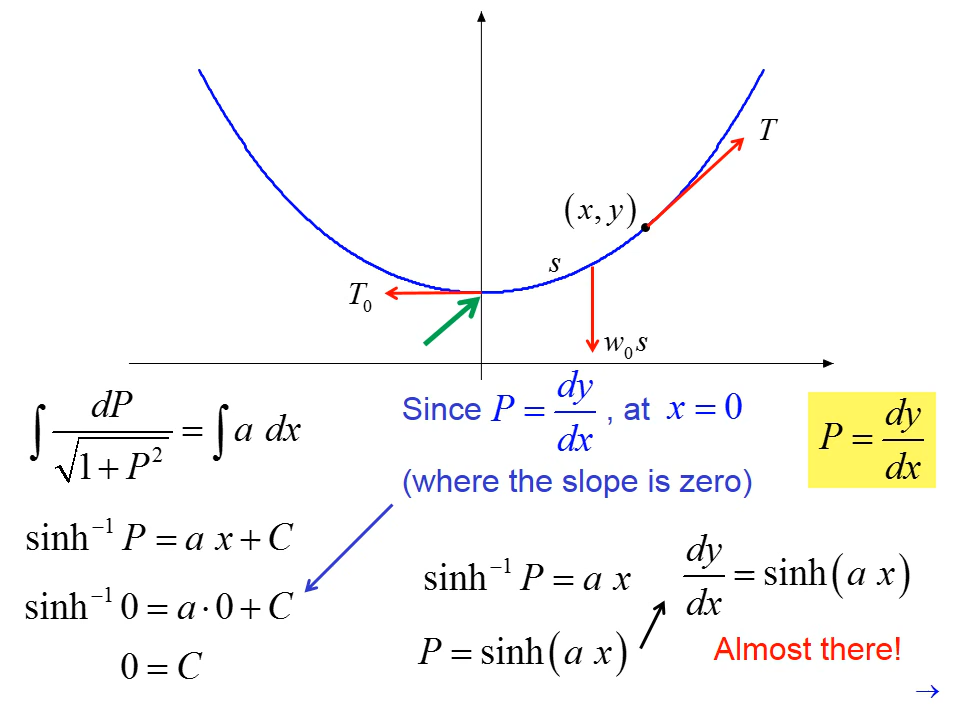 T
(x, y)
s
T₀
w₀ s
∫ dP / √(1 + P²) = ∫ a dx
Since P = dy/dx , at x = 0
(where the slope is zero)
P = dy/dx
sinh⁻¹ P = a x + C
sinh⁻¹ 0 = a · 0 + C
0 = C
sinh⁻¹ P = a x
P = sinh(a x)
dy/dx = sinh(a x)
Almost there!
→